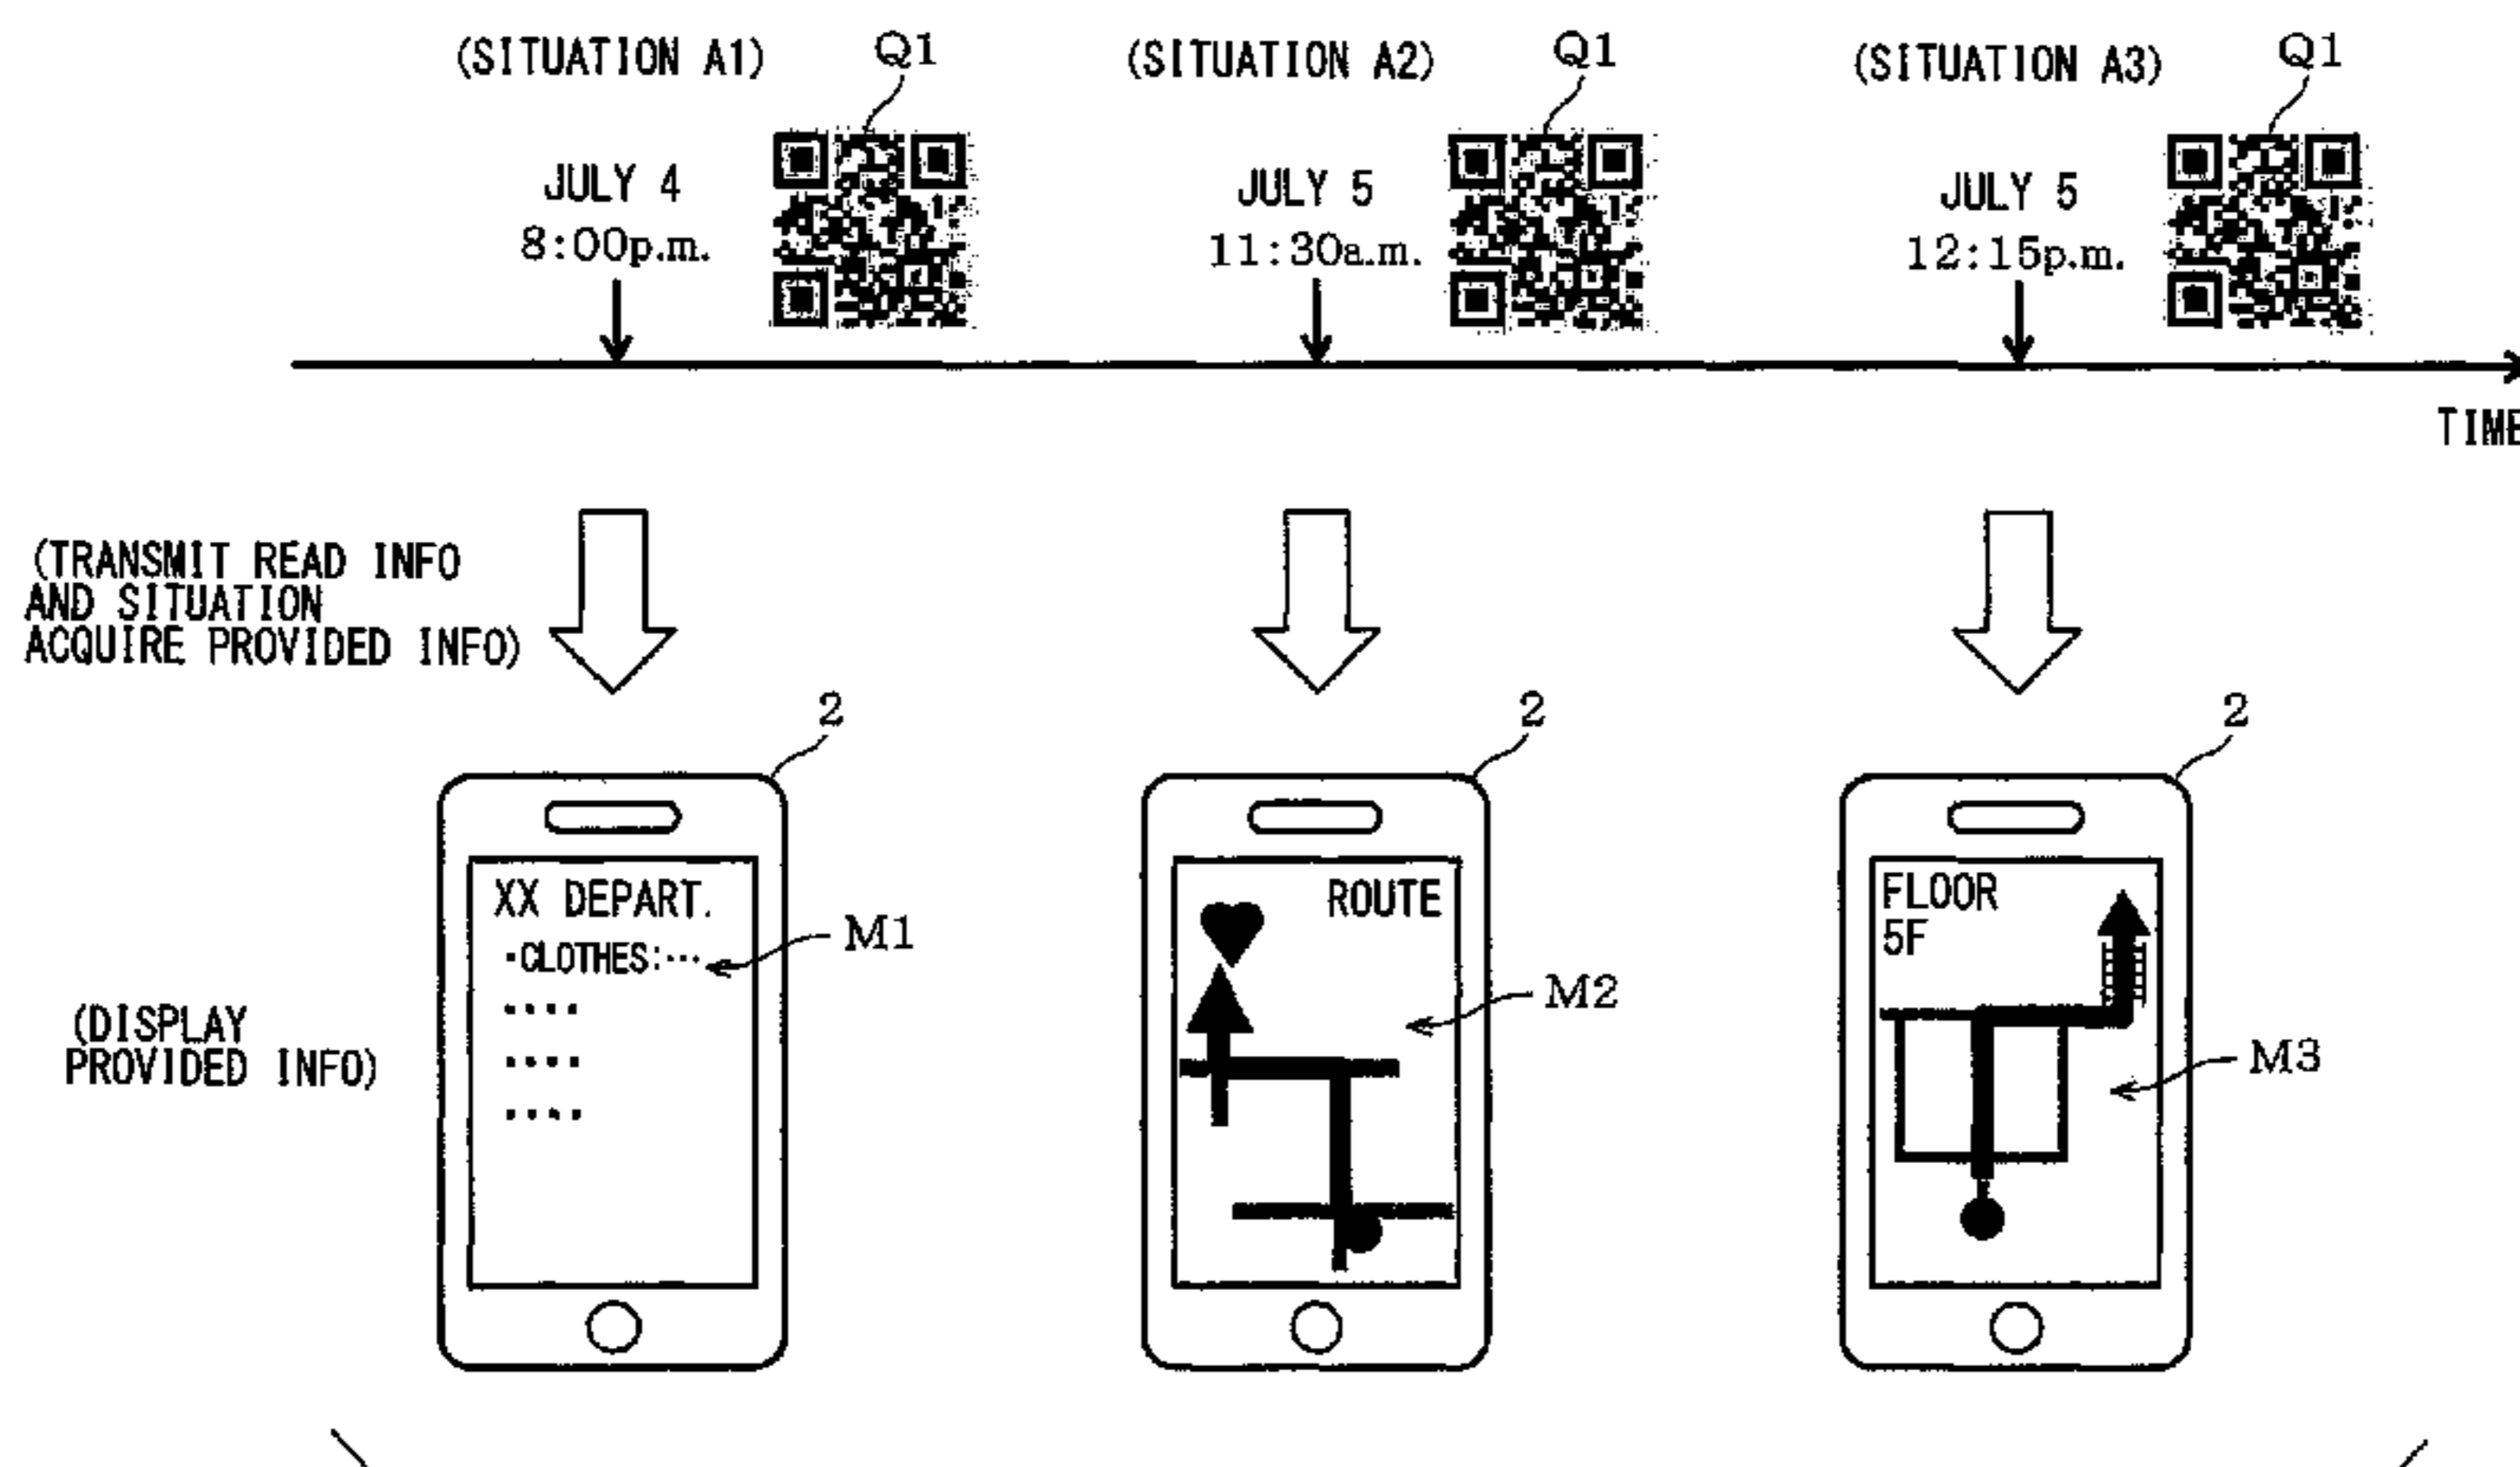 (SITUATION A1)
Q1
(SITUATION A2)
Q1
(SITUATION A3)
Q1
JULY 4
8:00p.m.
JULY 5
11:30a.m.
JULY 5
12:15p.m.
TIME
(TRANSMIT READ INFO
AND SITUATION
ACQUIRE PROVIDED INFO)
2
2
2
(DISPLAY
PROVIDED INFO)
XX DEPART.
·CLOTHES:···
····
····
····
M1
ROUTE
M2
FLOOR
5F
M3